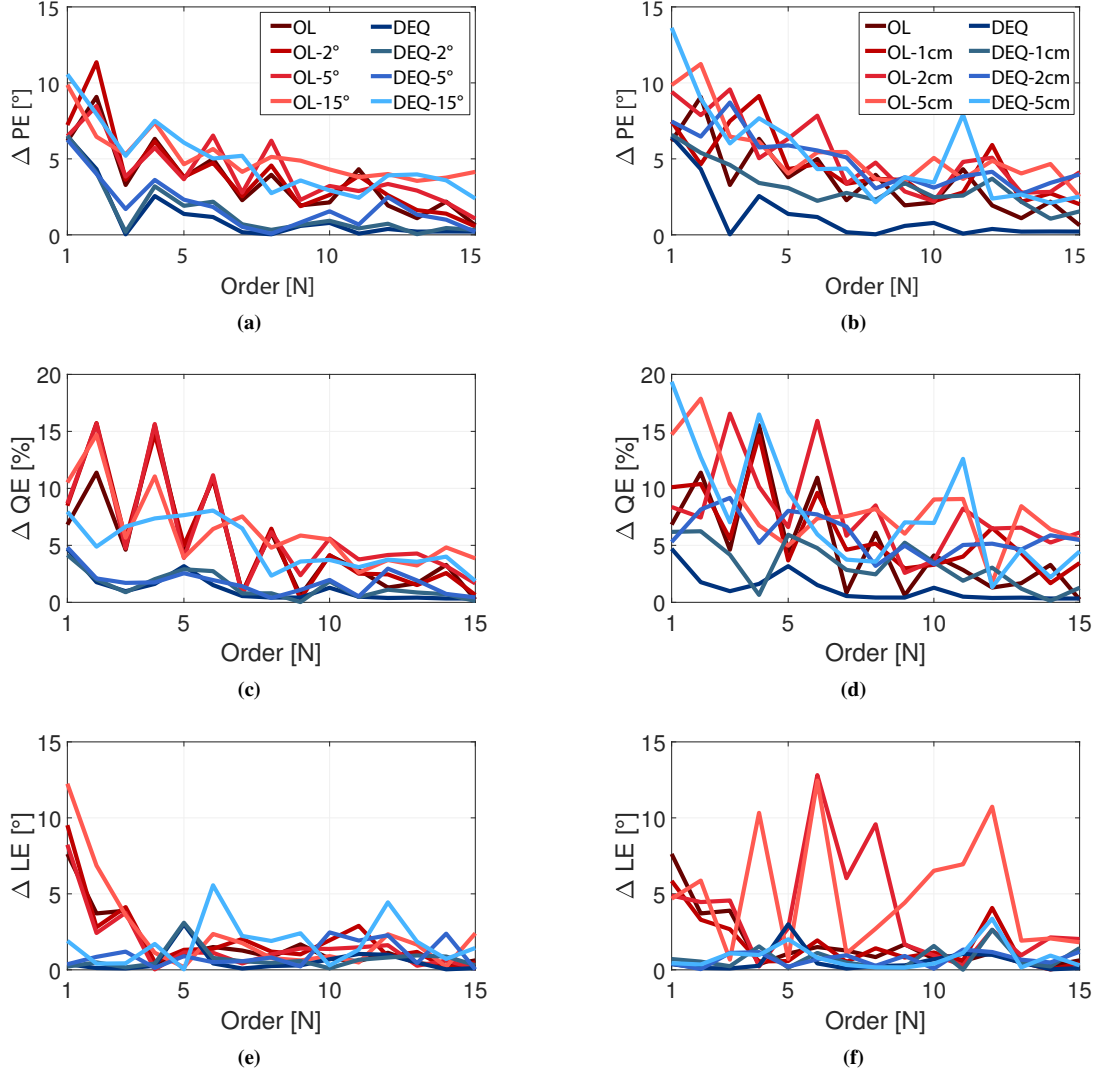 15
10
5
0
Δ PE [°]
OL
OL-2°
OL-5°
OL-15°
DEQ
DEQ-2°
DEQ-5°
DEQ-15°
1
5
10
15
Order [N]
(a)
15
10
5
0
Δ PE [°]
OL
OL-1cm
OL-2cm
OL-5cm
DEQ
DEQ-1cm
DEQ-2cm
DEQ-5cm
1
5
10
15
Order [N]
(b)
20
15
10
5
0
Δ QE [%]
1
5
10
15
Order [N]
(c)
20
15
10
5
0
Δ QE [%]
1
5
10
15
Order [N]
(d)
15
10
5
0
Δ LE [°]
1
5
10
15
Order [N]
(e)
15
10
5
0
Δ LE [°]
1
5
10
15
Order [N]
(f)